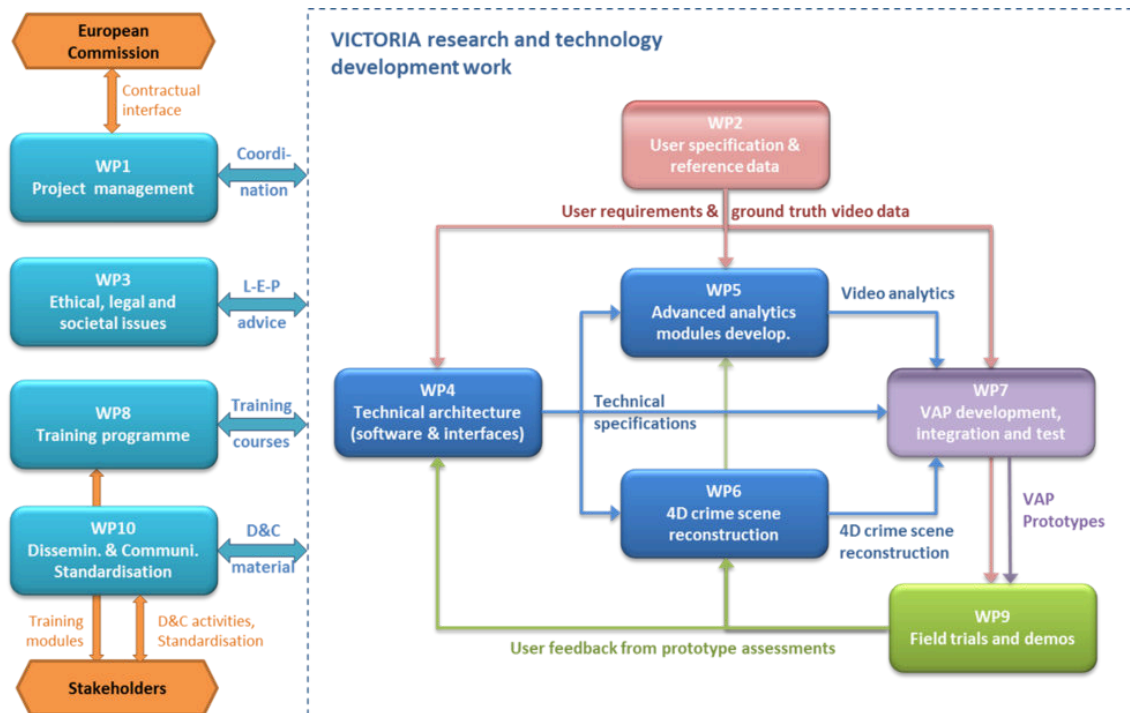 European
Commission
Contractual
interface
WP1
Project management
Coordi-
nation
WP3
Ethical, legal and
societal issues
L-E-P
advice
WP8
Training programme
Training
courses
WP10
Dissemin. & Communi.
Standardisation
D&C
material
Training
modules
D&C activities,
Standardisation
Stakeholders
VICTORIA research and technology
development work
WP2
User specification &
reference data
User requirements & ground truth video data
WP5
Advanced analytics
modules develop.
Video analytics
WP4
Technical architecture
(software & interfaces)
Technical
specifications
WP7
VAP development,
integration and test
WP6
4D crime scene
reconstruction
4D crime scene
reconstruction
VAP
Prototypes
WP9
Field trials and demos
User feedback from prototype assessments